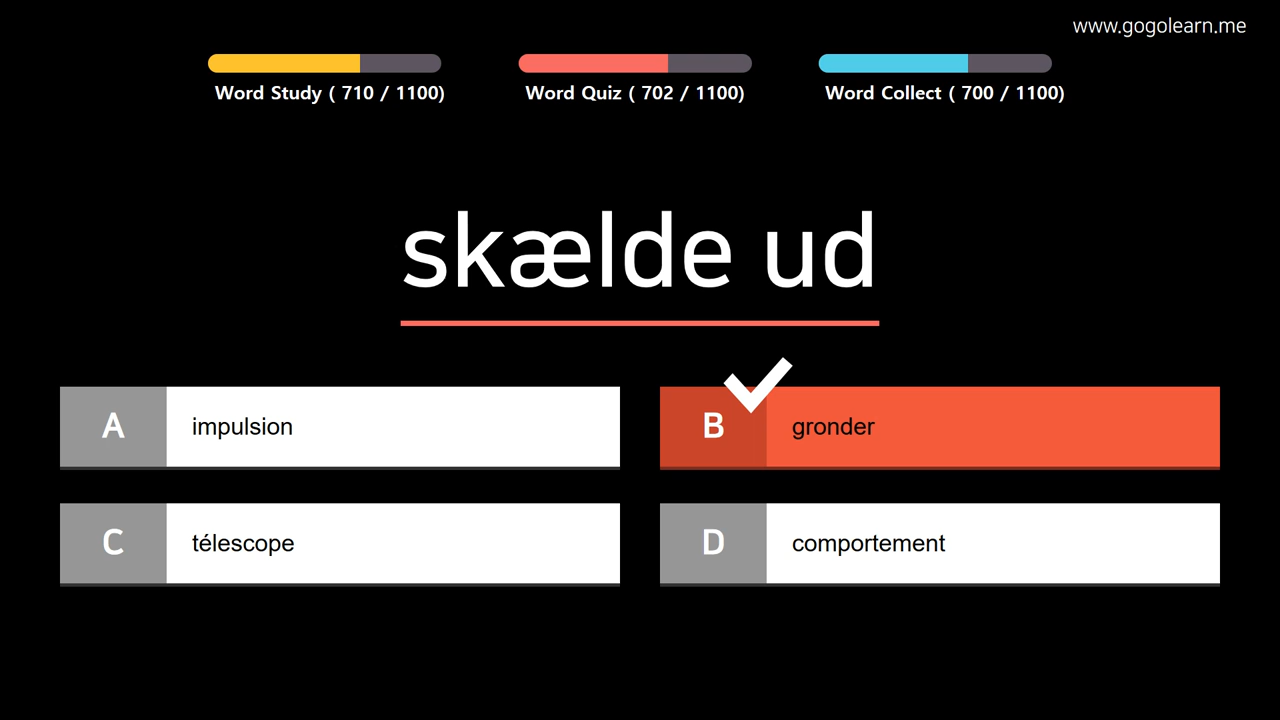 www.gogolearn.me
Word Study ( 710 / 1100)
Word Quiz ( 702 / 1100)
Word Collect ( 700 / 1100)
skælde ud
A impulsion
B gronder
C télescope
D comportement